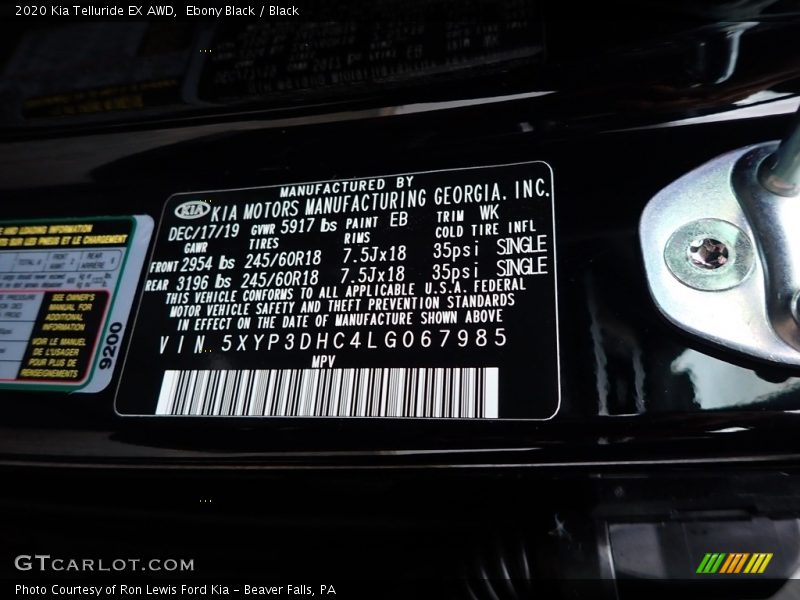 2020 Kia Telluride EX AWD,  Ebony Black / Black
MANUFACTURED BY
KIA KIA MOTORS MANUFACTURING GEORGIA. INC.
DEC/17/19 GVWR 5917 lbs PAINT EB TRIM WK
GAWR TIRES RIMS COLD TIRE INFL
FRONT 2954 lbs 245/60R18 7.5Jx18 35psi SINGLE
REAR 3196 lbs 245/60R18 7.5Jx18 35psi SINGLE
THIS VEHICLE CONFORMS TO ALL APPLICABLE U.S.A. FEDERAL
MOTOR VEHICLE SAFETY AND THEFT PREVENTION STANDARDS
IN EFFECT ON THE DATE OF MANUFACTURE SHOWN ABOVE
VIN. 5XYP3DHC4LG067985
MPV
SEE OWNER'S
MANUAL FOR
ADDITIONAL
INFORMATION
VOIR LE MANUEL
DE L'USAGER
POUR PLUS DE
RENSEIGNEMENTS
9200
GTCARLOT.COM
Photo Courtesy of Ron Lewis Ford Kia – Beaver Falls, PA